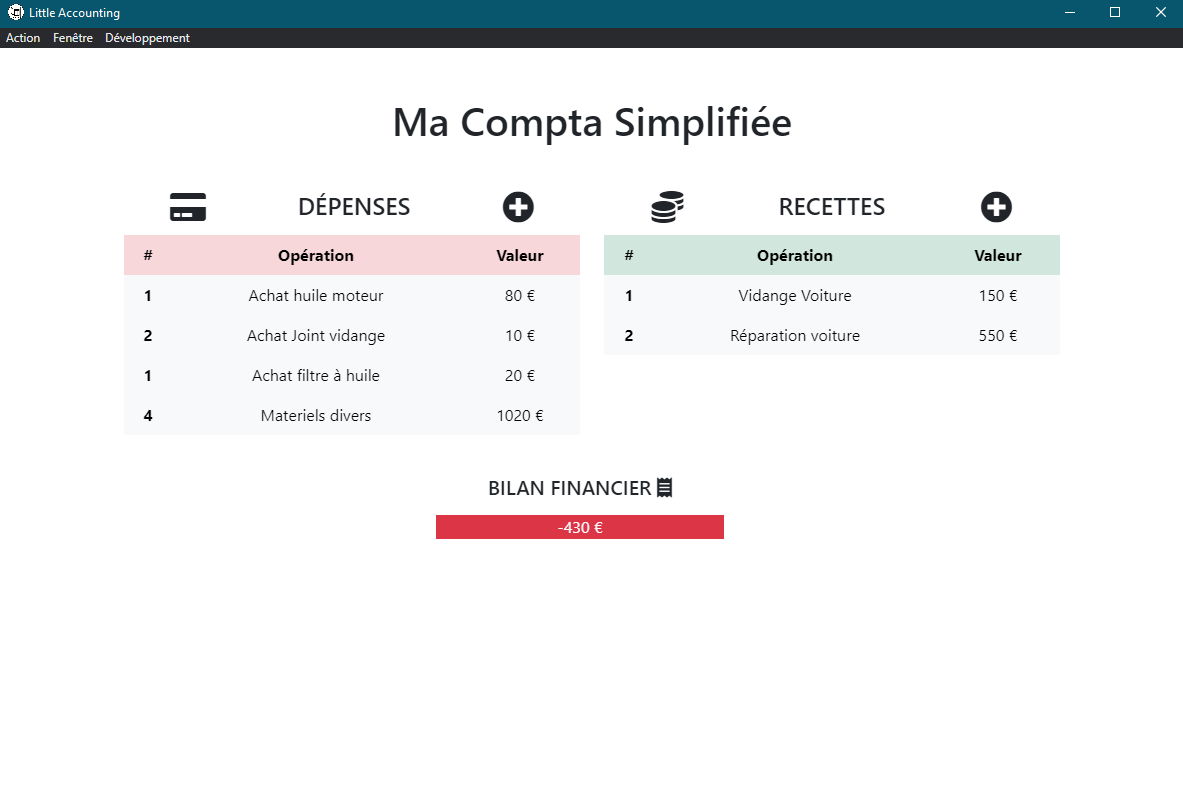 Little Accounting
Action Fenêtre Développement
Ma Compta Simplifiée
DÉPENSES
# Opération Valeur
1 Achat huile moteur 80 €
2 Achat Joint vidange 10 €
1 Achat filtre à huile 20 €
4 Materiels divers 1020 €
RECETTES
# Opération Valeur
1 Vidange Voiture 150 €
2 Réparation voiture 550 €
BILAN FINANCIER
-430 €